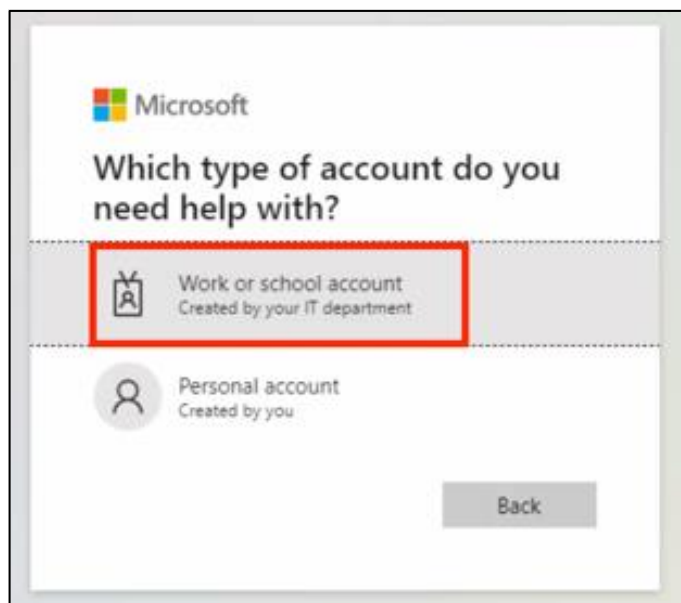 Microsoft
Which type of account do you
need help with?
Work or school account
Created by your IT department
Personal account
Created by you
Back